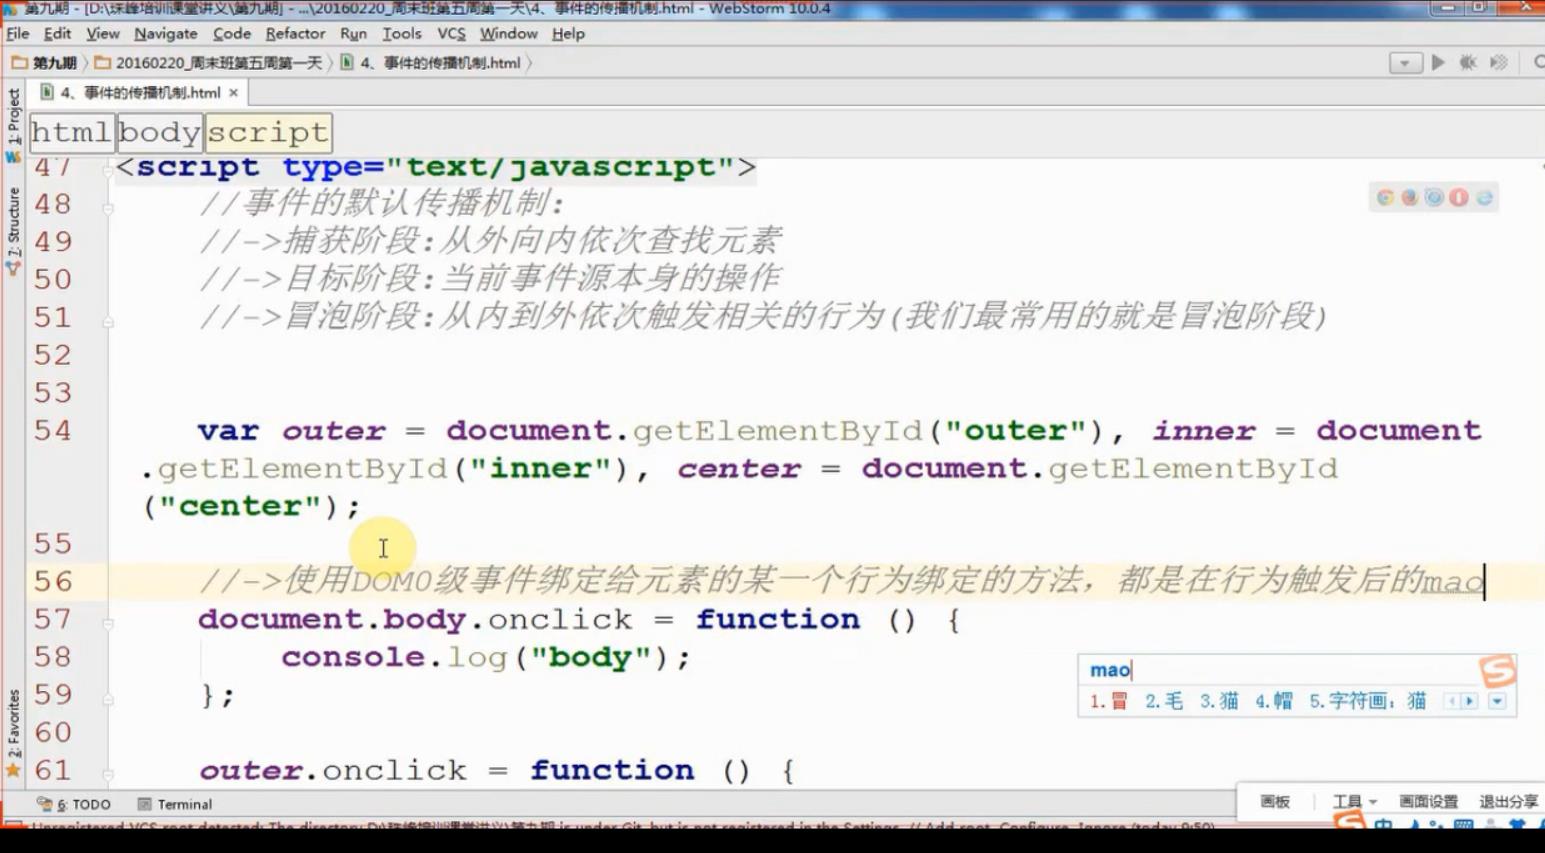 第九期 - [D:\珠峰培训课堂讲义\第九期] - ...\20160220_周末班第五周第一天\4、事件的传播机制.html - WebStorm 10.0.4
File Edit View Navigate Code Refactor Run Tools VCS Window Help
第九期 20160220_周末班第五周第一天 4、事件的传播机制.html
4、事件的传播机制.html ×
html body script
1: Project
7: Structure
2: Favorites
47 <script type="text/javascript">
48 //事件的默认传播机制:
49 //->捕获阶段:从外向内依次查找元素
50 //->目标阶段:当前事件源本身的操作
51 //->冒泡阶段:从内到外依次触发相关的行为(我们最常用的就是冒泡阶段)
52
53
54 var outer = document.getElementById("outer"), inner = document
.getElementById("inner"), center = document.getElementById
("center");
55
56 //->使用DOM0级事件绑定给元素的某一个行为绑定的方法，都是在行为触发后的mao
57 document.body.onclick = function () {
58 console.log("body");
59 };
60
61 outer.onclick = function () {
mao
1.冒 2.毛 3.猫 4.帽 5.字符画：猫
6: TODO Terminal
画板 工具 画面设置 退出分享
Unregistered VCS root detected: The directory D:\珠峰培训课堂讲义\第九期 is under Git, but is not registered in the Settings. // Add root Configure Ignore (today 9:50)
中